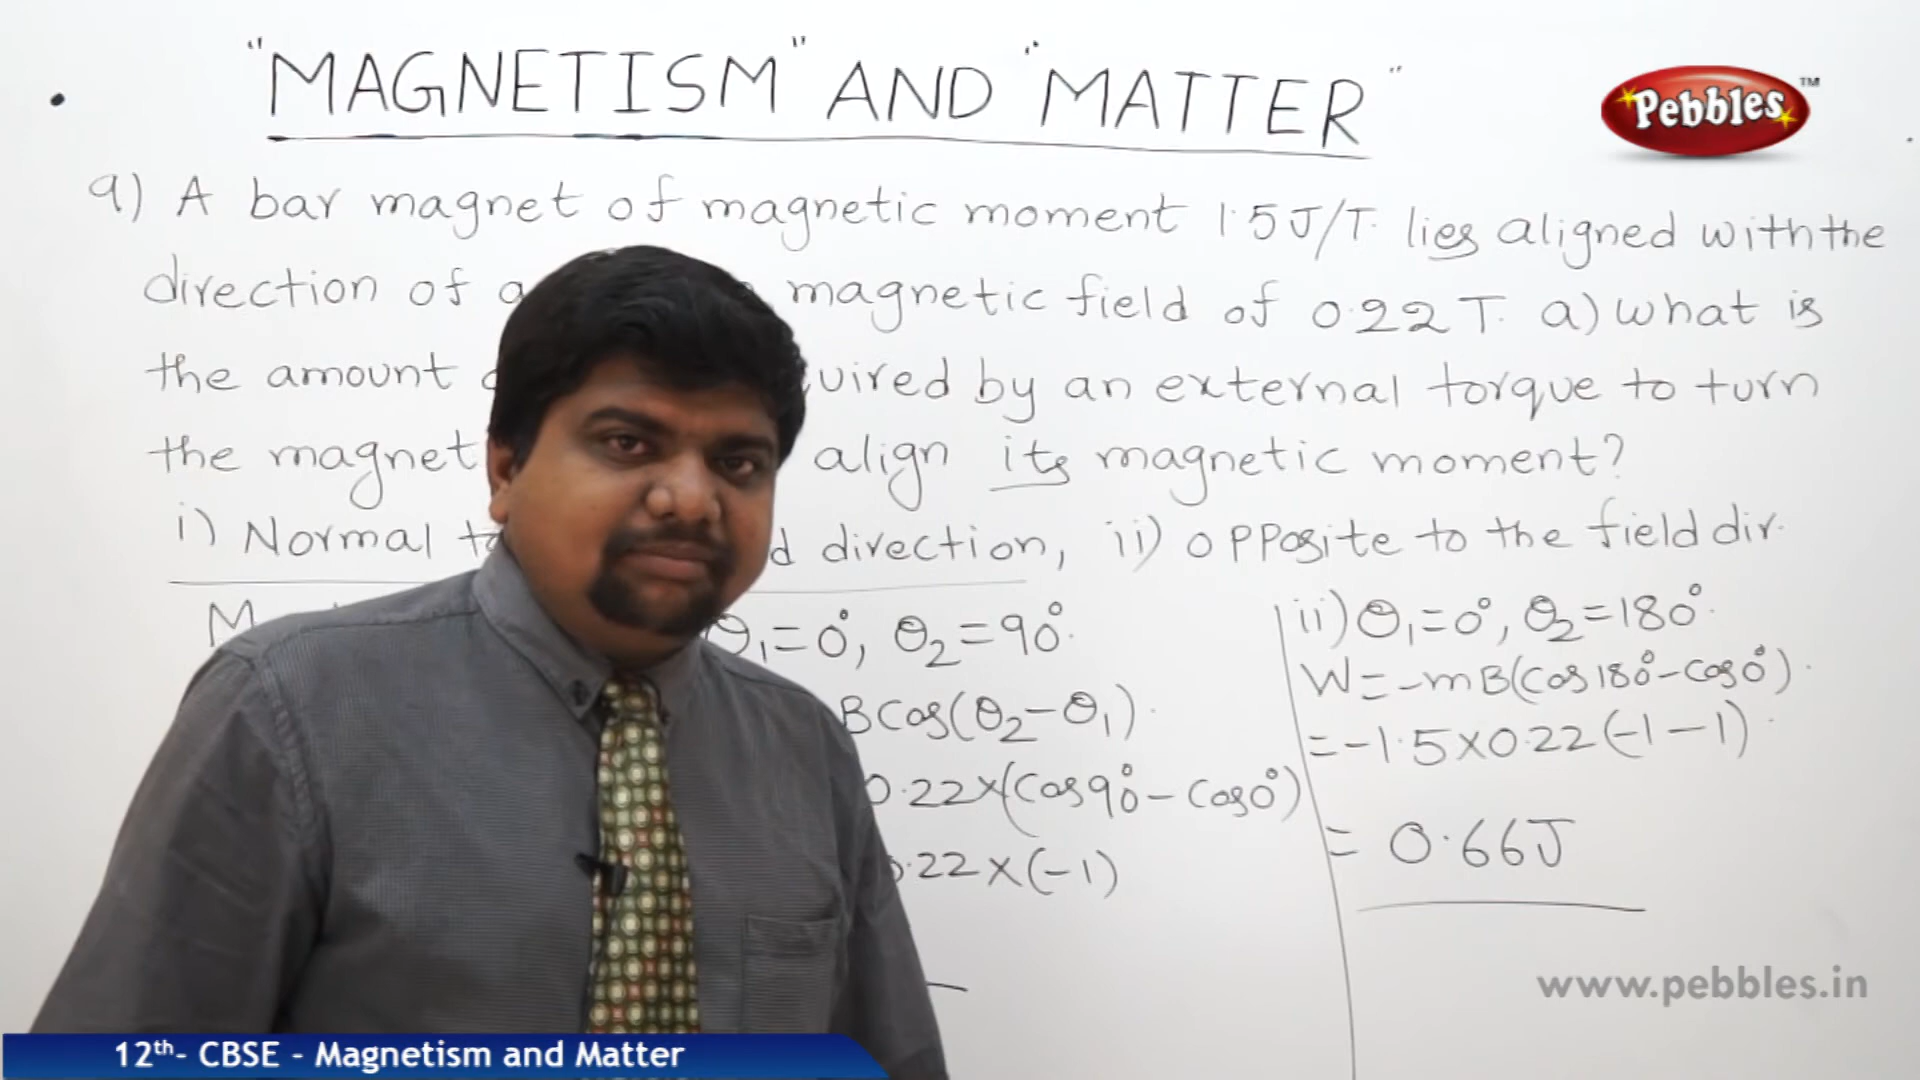 "MAGNETISM" AND "MATTER"
Pebbles™
9) A bar magnet of magnetic moment 1.5J/T. lies aligned with the
direction of magnetic field of 0.22T. a) What is
the amount by an external torque to turn
the magnet align its magnetic moment?
i) Normal direction, ii) opposite to the field dir.
M θ₁=0°, θ₂=90°.
BCos(θ₂-θ₁).
0.22×(Cos90°-Cos0°)
0.22×(-1)
ii) θ₁=0°, θ₂=180°.
W=-mB(Cos180°-Cos0°).
=-1.5×0.22(-1-1).
= 0.66J
www.pebbles.in
12th- CBSE - Magnetism and Matter